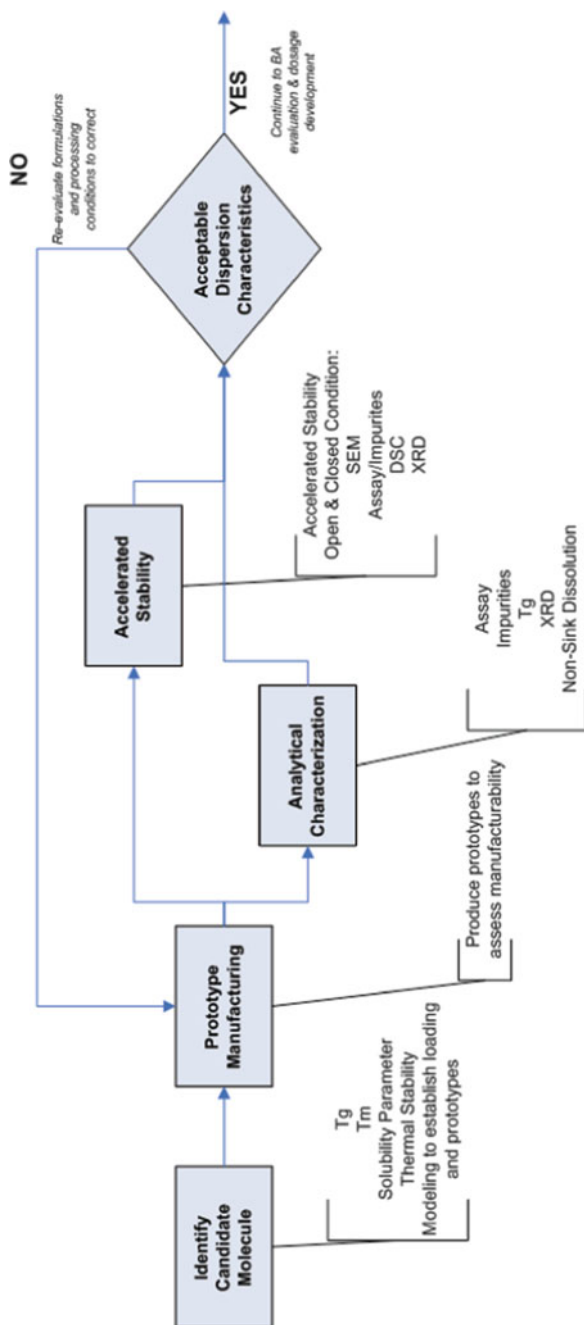 Identify
Candidate
Molecule
Tg
Tm
Solubility Parameter
Thermal Stability
Modeling to establish loading
and prototypes
Prototype
Manufacturing
Produce prototypes to
assess manufacturability
Accelerated
Stability
Accelerated Stability
Open & Closed Condition:
SEM
Assay/Impurites
DSC
XRD
Analytical
Characterization
Assay
Impurities
Tg
XRD
Non-Sink Dissolution
Acceptable
Dispersion
Characteristics
NO
Re-evaluate formulations
and processing
conditions to correct
YES
Continue to BA
evaluation & dosage
development